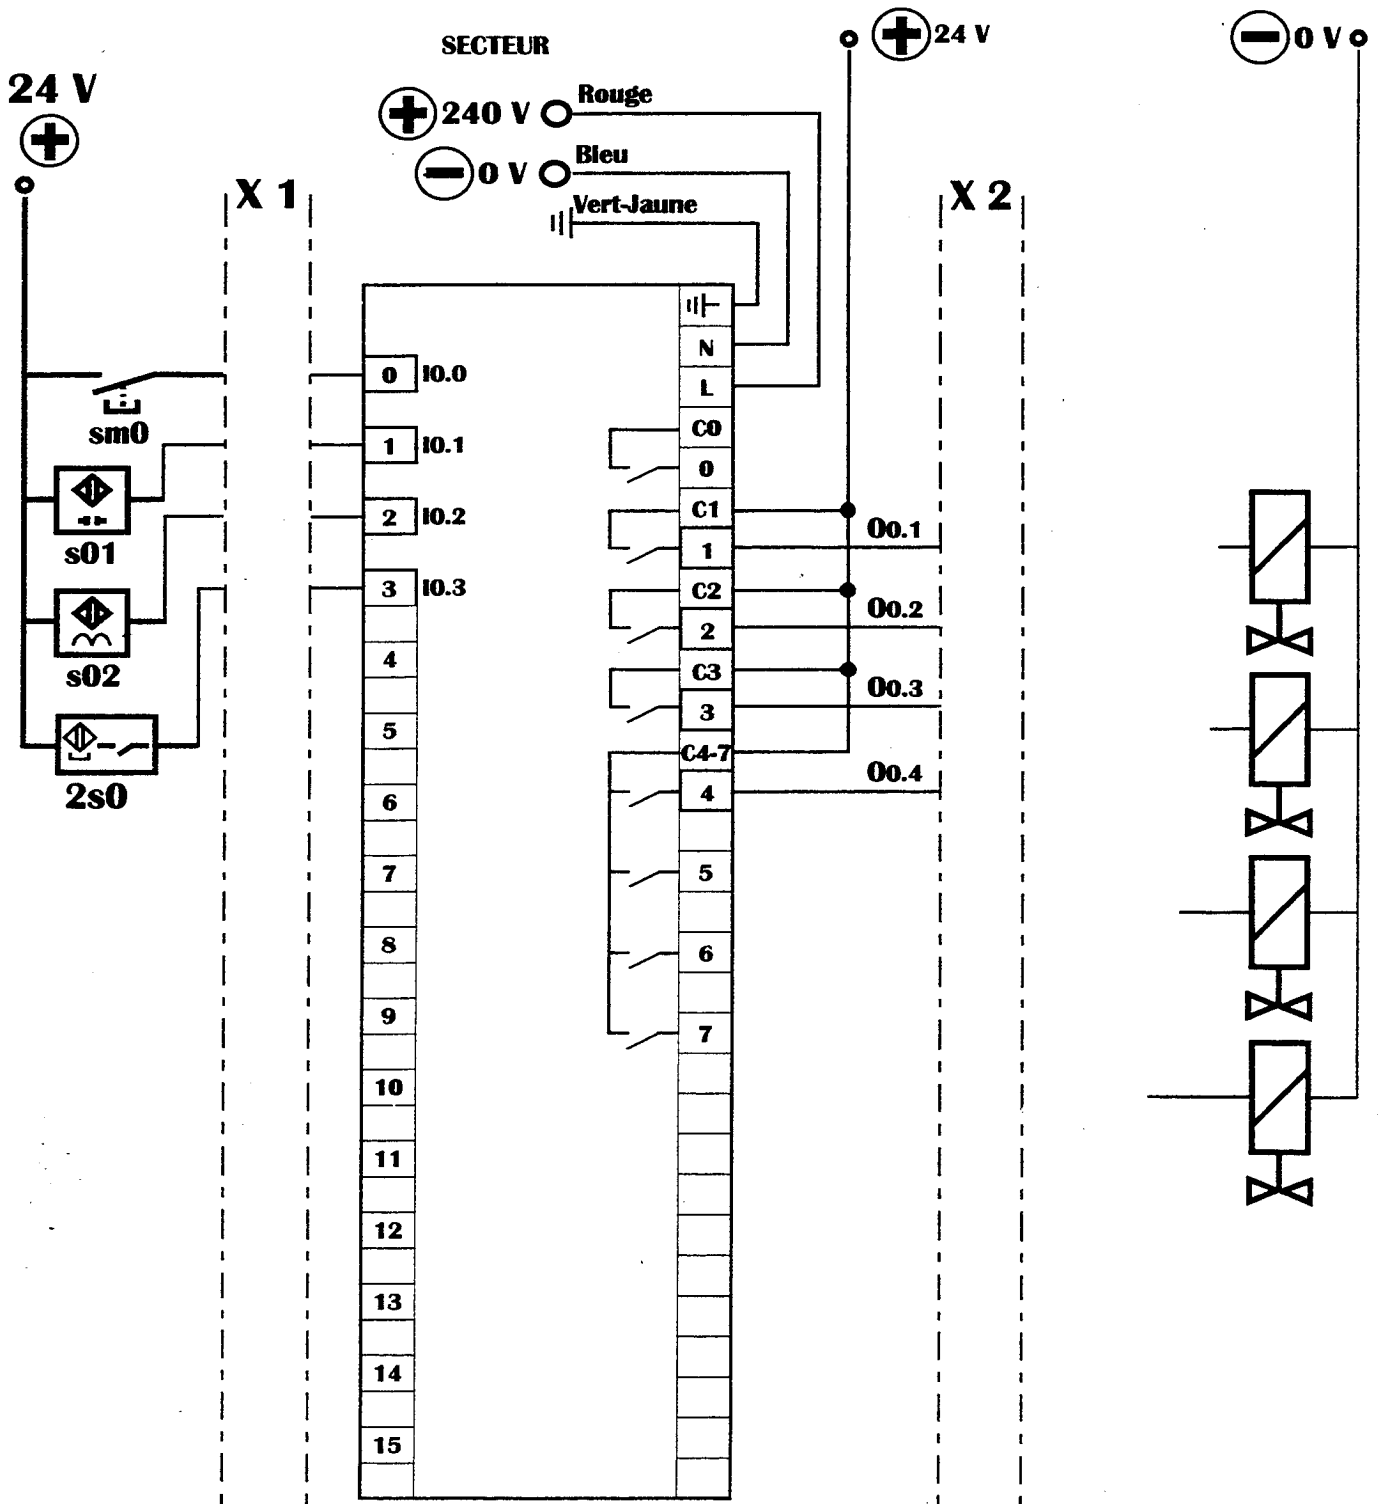 SECTEUR
24 V
0 V
24 V
240 V
Rouge
0 V
Bleu
Vert-Jaune
X 1
X 2
N
L
C0
0
C1
1
C2
2
C3
3
C4-7
4
5
6
7
0 I0.0
1 I0.1
2 I0.2
3 I0.3
4
5
6
7
8
9
10
11
12
13
14
15
sm0
s01
s02
2s0
O0.1
O0.2
O0.3
O0.4